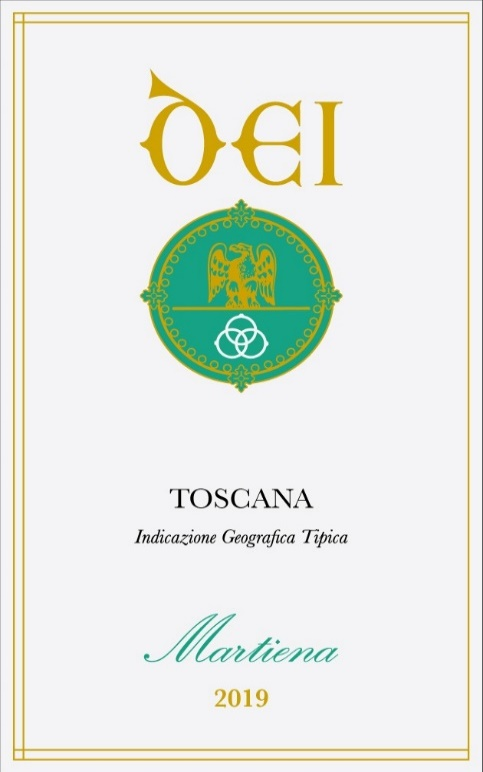 DEI
TOSCANA
Indicazione Geografica Tipica
Martiena
2019